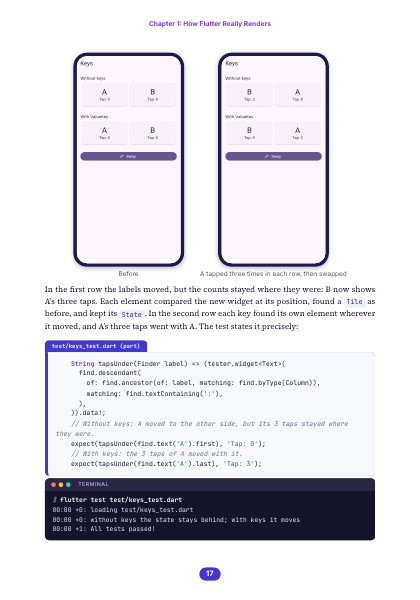 Chapter 1: How Flutter Really Renders
Keys
Without keys
A
Tap: 0
B
Tap: 0
With ValueKey
A
Tap: 0
B
Tap: 0
Swap
Keys
Without keys
B
A
With ValueKey
B
A
Swap
Before
A tapped three times in each row, then swapped
In the first row the labels moved, but the counts stayed where they were: B now shows
A's three taps. Each element compared the new widget at its position, found a Tile as
before, and kept its State. In the second row each key found its own element wherever
it moved, and A's three taps went with A. The test states it precisely:
test/keys_test.dart (part)
String tapsUnder(Finder label) => (tester.widget<Text>(
find.descendant(
of: find.ancestor(of: label, matching: find.byType(Column)),
matching: find.textContaining(':'),
),
)).data!;
// Without keys: A moved to the other side, but its 3 taps stayed where
they were.
expect(tapsUnder(find.text('A').first), 'Tap: 0');
// With keys: the 3 taps of A moved with it.
expect(tapsUnder(find.text('A').last), 'Tap: 3');
TERMINAL
$ flutter test test/keys_test.dart
00:00 +0: loading test/keys_test.dart
00:00 +0: without keys the state stays behind; with keys it moves
00:00 +1: All tests passed!
17